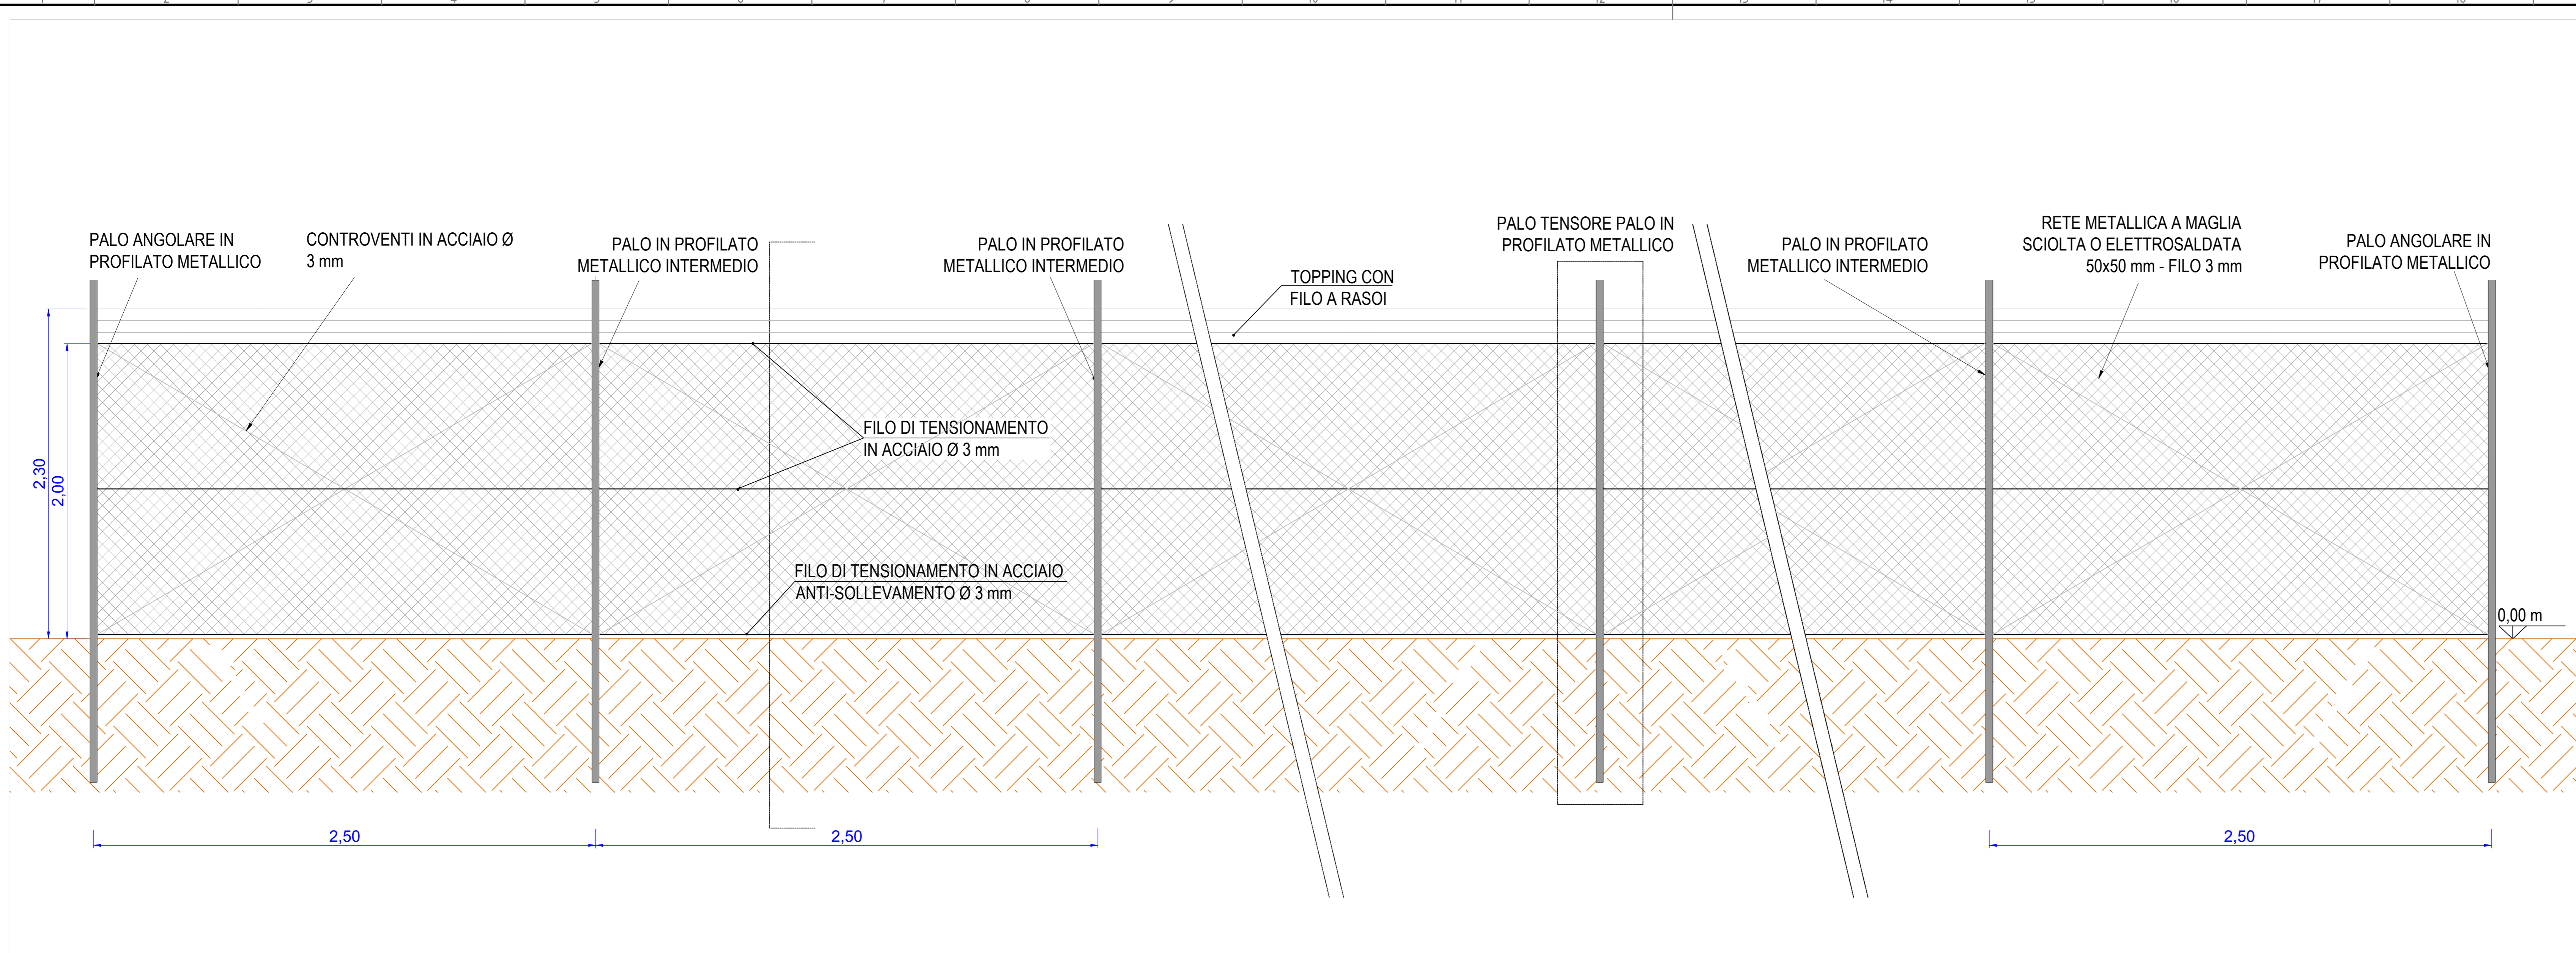 PALO ANGOLARE IN
PROFILATO METALLICO
CONTROVENTI IN ACCIAIO Ø
3 mm
PALO IN PROFILATO
METALLICO INTERMEDIO
PALO IN PROFILATO
METALLICO INTERMEDIO
TOPPING CON
FILO A RASOI
PALO TENSORE PALO IN
PROFILATO METALLICO
PALO IN PROFILATO
METALLICO INTERMEDIO
RETE METALLICA A MAGLIA
SCIOLTA O ELETTROSALDATA
50x50 mm - FILO 3 mm
PALO ANGOLARE IN
PROFILATO METALLICO
FILO DI TENSIONAMENTO
IN ACCIAIO Ø 3 mm
2,30
2,00
FILO DI TENSIONAMENTO IN ACCIAIO
ANTI-SOLLEVAMENTO Ø 3 mm
0,00 m
2,50
2,50
2,50